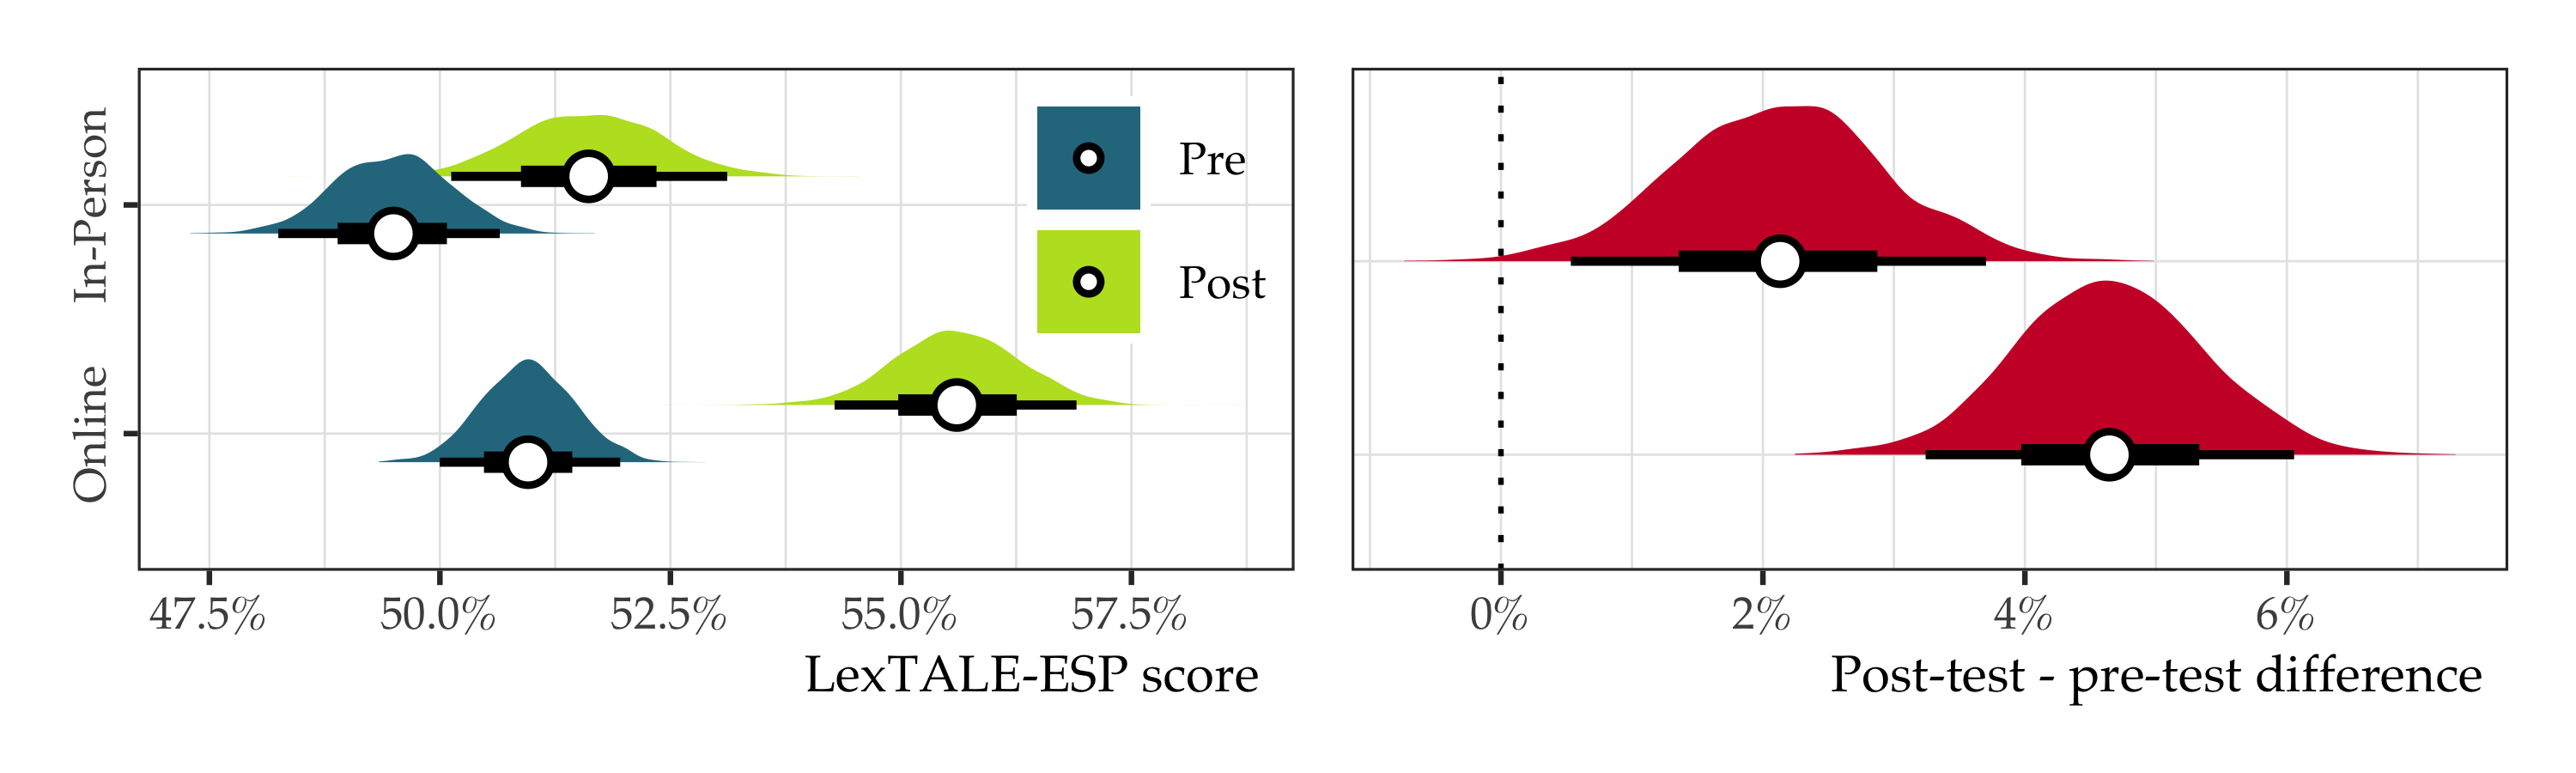 In-Person
Online
Pre
Post
47.5% 50.0% 52.5% 55.0% 57.5%
LexTALE-ESP score
0% 2% 4% 6%
Post-test - pre-test difference